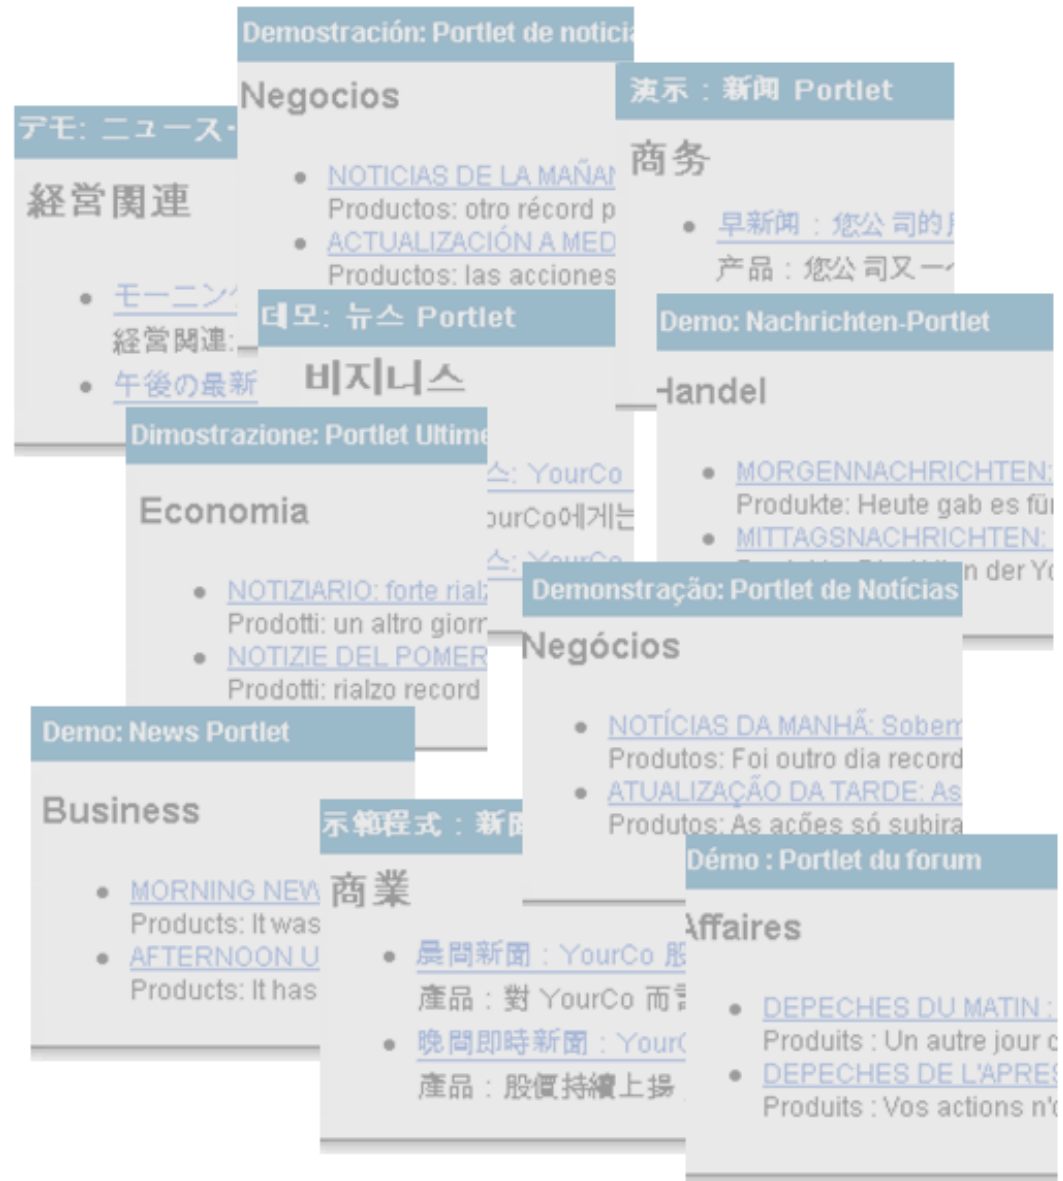 Demostración: Portlet de noticia
Negocios
NOTICIAS DE LA MAÑAN
Productos: otro récord p
ACTUALIZACIÓN A MED
Productos: las acciones
演示：新闻 Portlet
商务
早新闻：您公司的
产品：您公司又一个
デモ: ニュース・
経営関連
モーニング
経営関連:
午後の最新
데모: 뉴스 Portlet
비지니스
스: YourCo
ourCo에게는
스: YourCo
Demo: Nachrichten-Portlet
Handel
MORGENNACHRICHTEN:
Produkte: Heute gab es für
MITTAGSNACHRICHTEN:
n der Yo
Dimostrazione: Portlet Ultime
Economia
NOTIZIARIO: forte rialz
Prodotti: un altro giorn
NOTIZIE DEL POMER
Prodotti: rialzo record
Demonstração: Portlet de Notícias
Negócios
NOTÍCIAS DA MANHÃ: Sobem
Produtos: Foi outro dia record
ATUALIZAÇÃO DA TARDE: As
Produtos: As ações só subira
Demo: News Portlet
Business
MORNING NEW
Products: It was
AFTERNOON U
Products: It has
示範程式：新聞
商業
晨間新聞：YourCo 股
產品：對 YourCo 而言
晚間即時新聞：YourC
產品：股價持續上揚
Démo : Portlet du forum
Affaires
DEPECHES DU MATIN :
Produits : Un autre jour c
DEPECHES DE L'APRES
Produits : Vos actions n'o